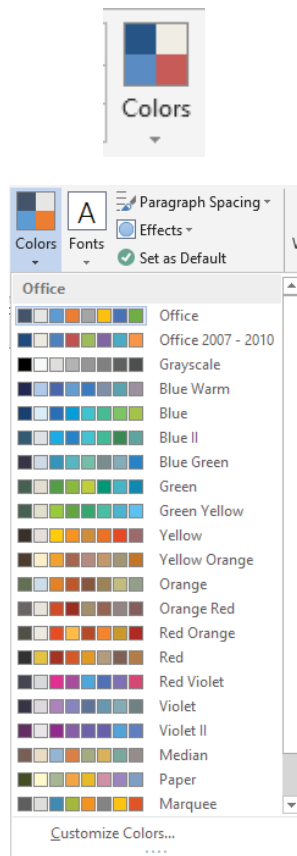 Colors
A
Paragraph Spacing
Effects
Colors Fonts
Set as Default
Office
Office
Office 2007 - 2010
Grayscale
Blue Warm
Blue
Blue II
Blue Green
Green
Green Yellow
Yellow
Yellow Orange
Orange
Orange Red
Red Orange
Red
Red Violet
Violet
Violet II
Median
Paper
Marquee
Customize Colors...